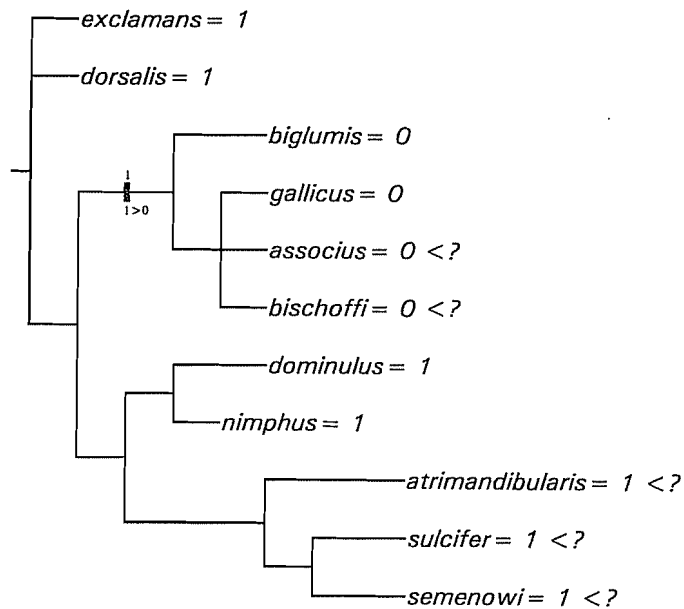 exclamans = 1
dorsalis = 1
biglumis = 0
1
1>0
gallicus = 0
associus = 0 <?
bischoffi = 0 <?
dominulus = 1
nimphus = 1
atrimandibularis = 1 <?
sulcifer = 1 <?
semenowi = 1 <?